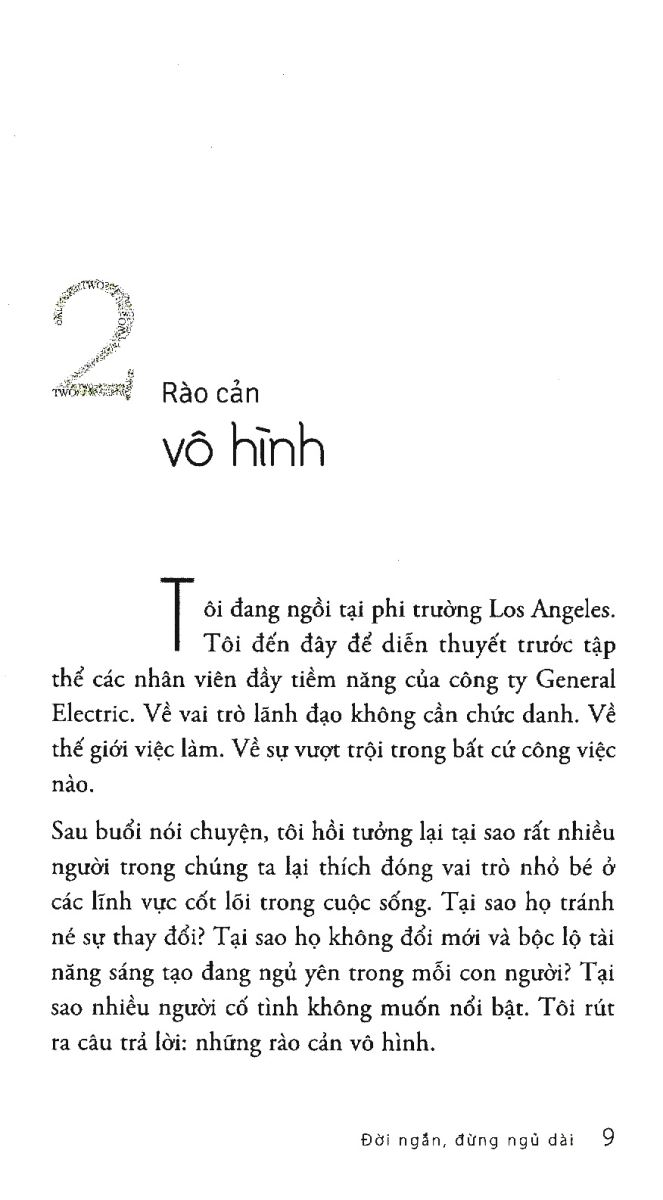 2
Rào cản
vô hình
Tôi đang ngồi tại phi trường Los Angeles.
Tôi đến đây để diễn thuyết trước tập
thể các nhân viên đầy tiềm năng của công ty General
Electric. Về vai trò lãnh đạo không cần chức danh. Về
thế giới việc làm. Về sự vượt trội trong bất cứ công việc
nào.
Sau buổi nói chuyện, tôi hồi tưởng lại tại sao rất nhiều
người trong chúng ta lại thích đóng vai trò nhỏ bé ở
các lĩnh vực cốt lõi trong cuộc sống. Tại sao họ tránh
né sự thay đổi? Tại sao họ không đổi mới và bộc lộ tài
năng sáng tạo đang ngủ yên trong mỗi con người? Tại
sao nhiều người cố tình không muốn nổi bật. Tôi rút
ra câu trả lời: những rào cản vô hình.
Đời ngắn, đừng ngủ dài 9